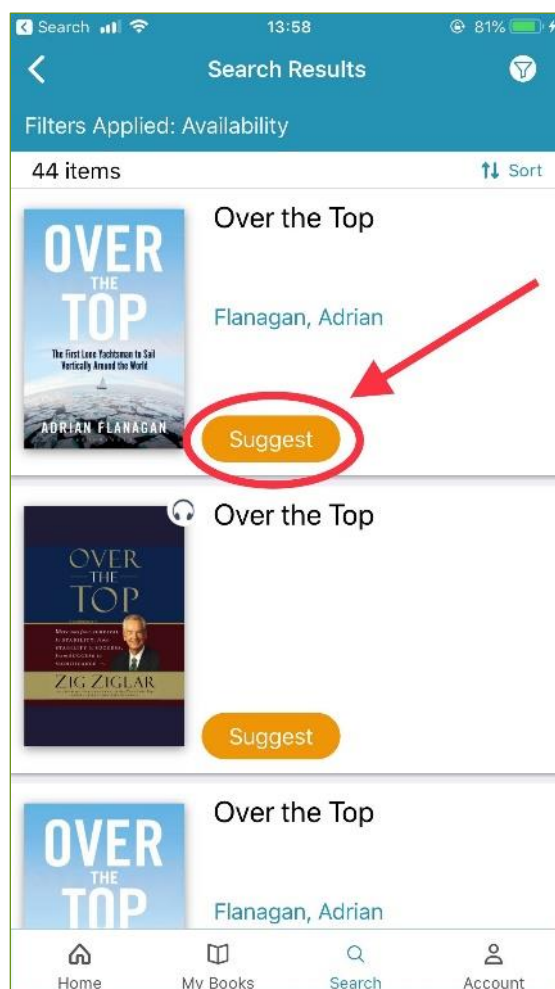 Search 13:58 81%
Search Results
Filters Applied: Availability
44 items Sort
Over the Top
OVER
THE
TOP
The First Lone Yachtsman to Sail
Vertically Around the World
ADRIAN FLANAGAN
Flanagan, Adrian
Suggest
Over the Top
OVER
THE
TOP
ZIG ZIGLAR
Suggest
Over the Top
OVER
THE
TOP
Flanagan, Adrian
Home My Books Search Account